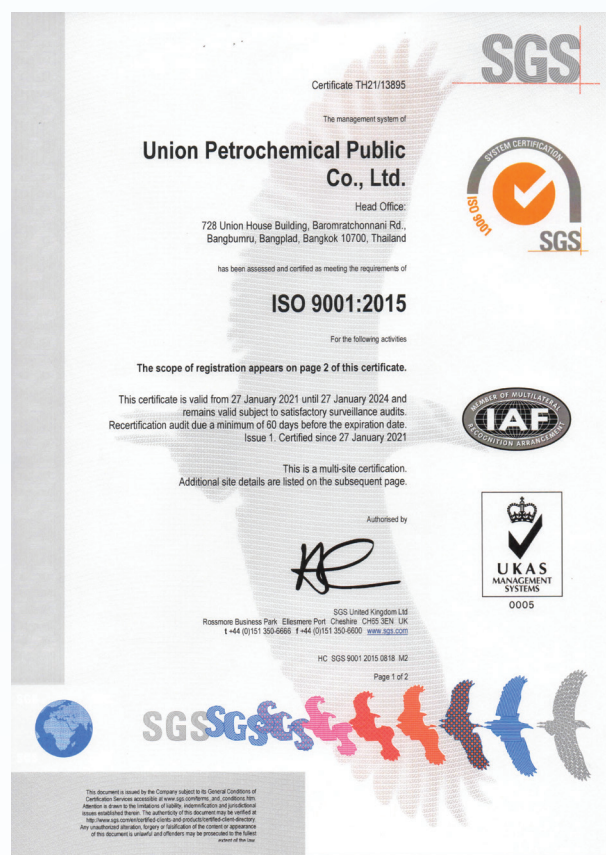 SGS
Certificate TH21/13895
The management system of
Union Petrochemical Public
Co., Ltd.
Head Office:
728 Union House Building, Baromratchonnani Rd.,
Bangbumru, Bangplad, Bangkok 10700, Thailand
has been assessed and certified as meeting the requirements of
ISO 9001:2015
For the following activities
The scope of registration appears on page 2 of this certificate.
This certificate is valid from 27 January 2021 until 27 January 2024 and
remains valid subject to satisfactory surveillance audits.
Recertification audit due a minimum of 60 days before the expiration date.
Issue 1. Certified since 27 January 2021
This is a multi-site certification.
Additional site details are listed on the subsequent page.
Authorised by
SGS United Kingdom Ltd
Rossmore Business Park Ellesmere Port Cheshire CH65 3EN UK
t +44 (0)151 350-6666 f +44 (0)151 350-6600 www.sgs.com
HC SGS 9001 2015 0818 M2
Page 1 of 2
SYSTEM CERTIFICATION
ISO 9001
SGS
MEMBER OF MULTILATERAL
IAF
RECOGNITION ARRANGEMENT
UKAS
MANAGEMENT
SYSTEMS
0005
SGSSGSSGS
This document is issued by the Company subject to its General Conditions of
Certification Services accessible at www.sgs.com/terms_and_conditions.htm.
Attention is drawn to the limitations of liability, indemnification and jurisdictional
issues established therein. The authenticity of this document may be verified at
http://www.sgs.com/en/certified-clients-and-products/certified-client-directory.
Any unauthorized alteration, forgery or falsification of the content or appearance
of this document is unlawful and offenders may be prosecuted to the fullest
extent of the law.